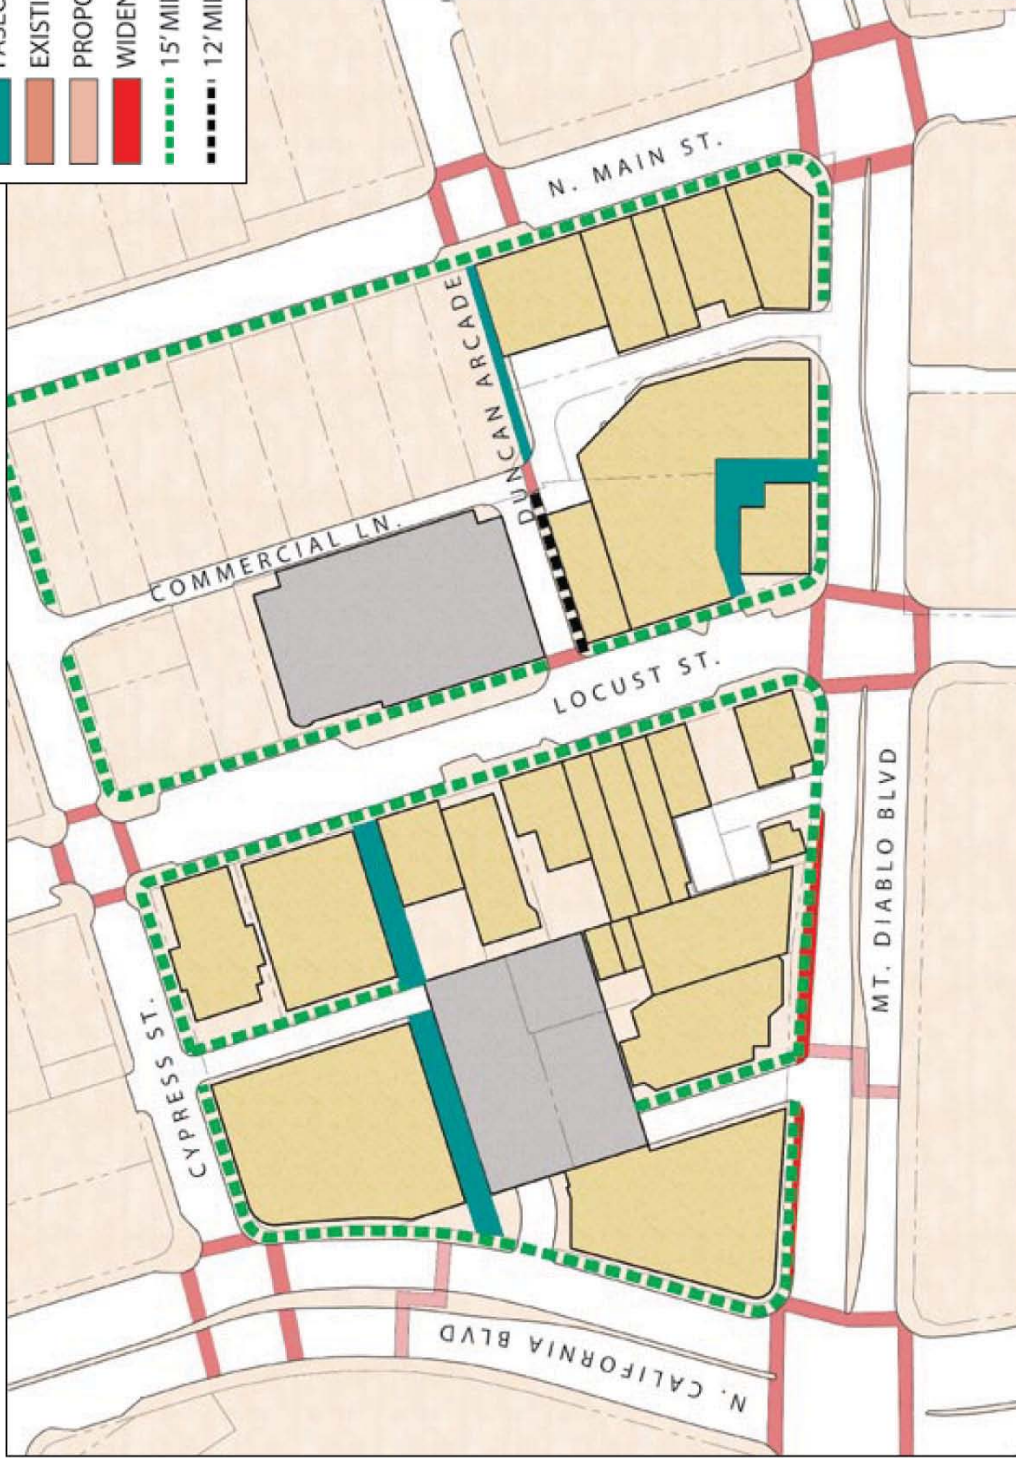 EXISTI
PROPO
WIDEN
15' MI
12' MI
N. MAIN ST.
DUNCAN ARCADE
COMMERCIAL LN.
LOCUST ST.
MT. DIABLO BLVD
CYPRESS ST.
N. CALIFORNIA BLVD